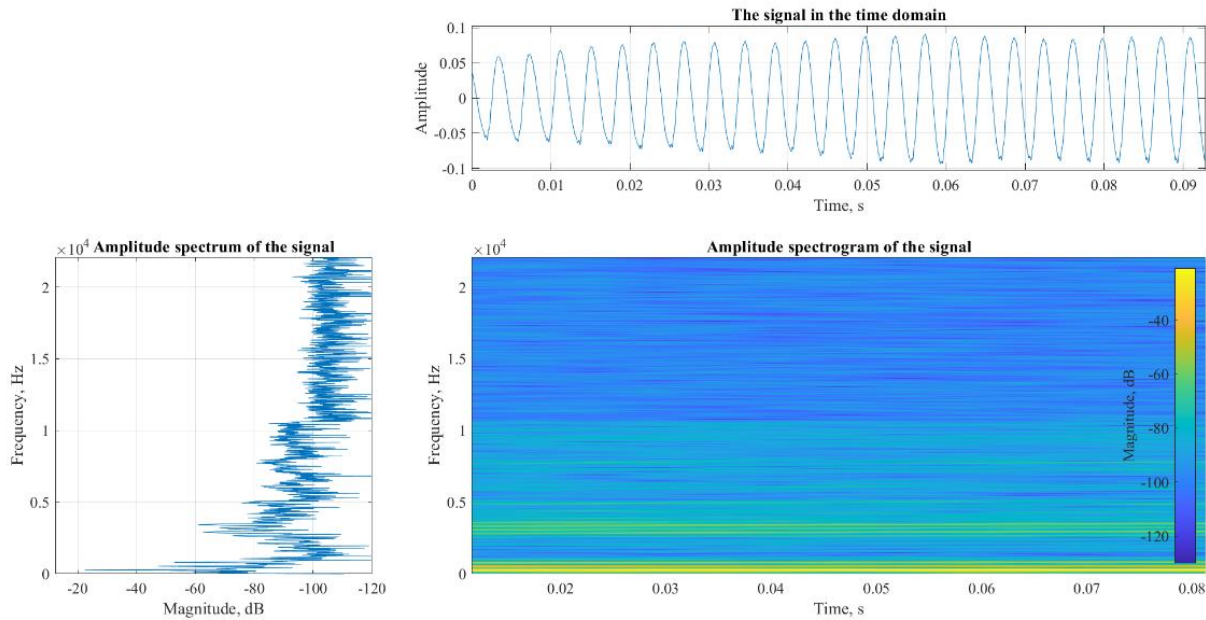 The signal in the time domain
0.1
0.05
0
-0.05
-0.1
Amplitude
0 0.01 0.02 0.03 0.04 0.05 0.06 0.07 0.08 0.09
Time, s
×10⁴ Amplitude spectrum of the signal
2
1.5
1
0.5
0
Frequency, Hz
-20 -40 -60 -80 -100 -120
Magnitude, dB
×10⁴ Amplitude spectrogram of the signal
2
1.5
1
0.5
0
Frequency, Hz
0.02 0.03 0.04 0.05 0.06 0.07 0.08
Time, s
-40
-60
-80
-100
-120
Magnitude, dB